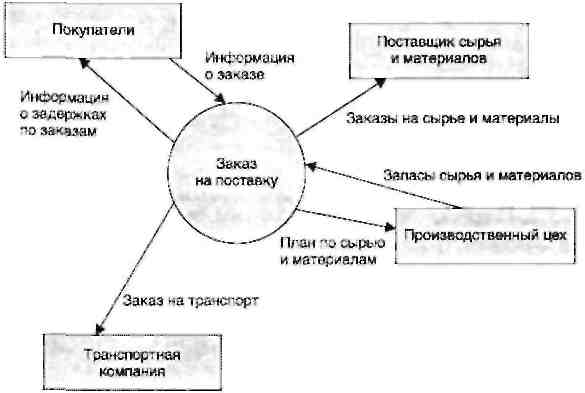 Покупатели
Информация
о заказе
Поставщик сырья
и материалов
Информация
о задержках
по заказам
Заказы на сырье и материалы
Заказ
на поставку
Запасы сырья и материалов
План по сырью
и материалам
Производственный цех
Заказ на транспорт
Транспортная
компания